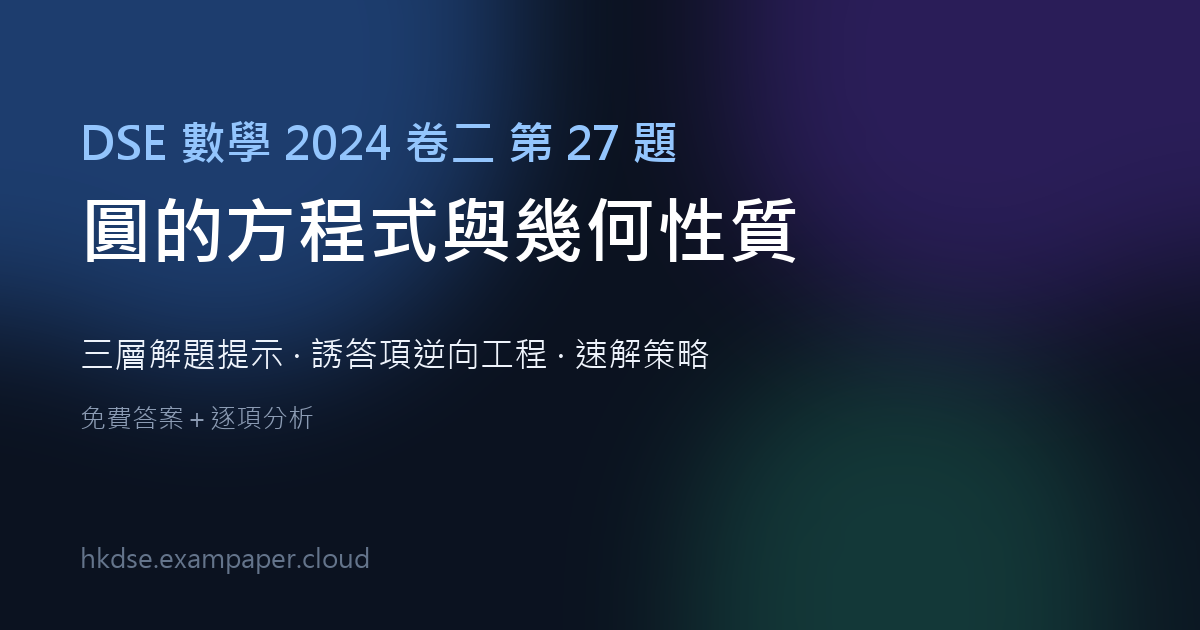 DSE 數學 2024 卷二 第 27 題
圓的方程式與幾何性質
三層解題提示 · 誘答項逆向工程 · 速解策略
免費答案 + 逐項分析
hkdse.exampaper.cloud